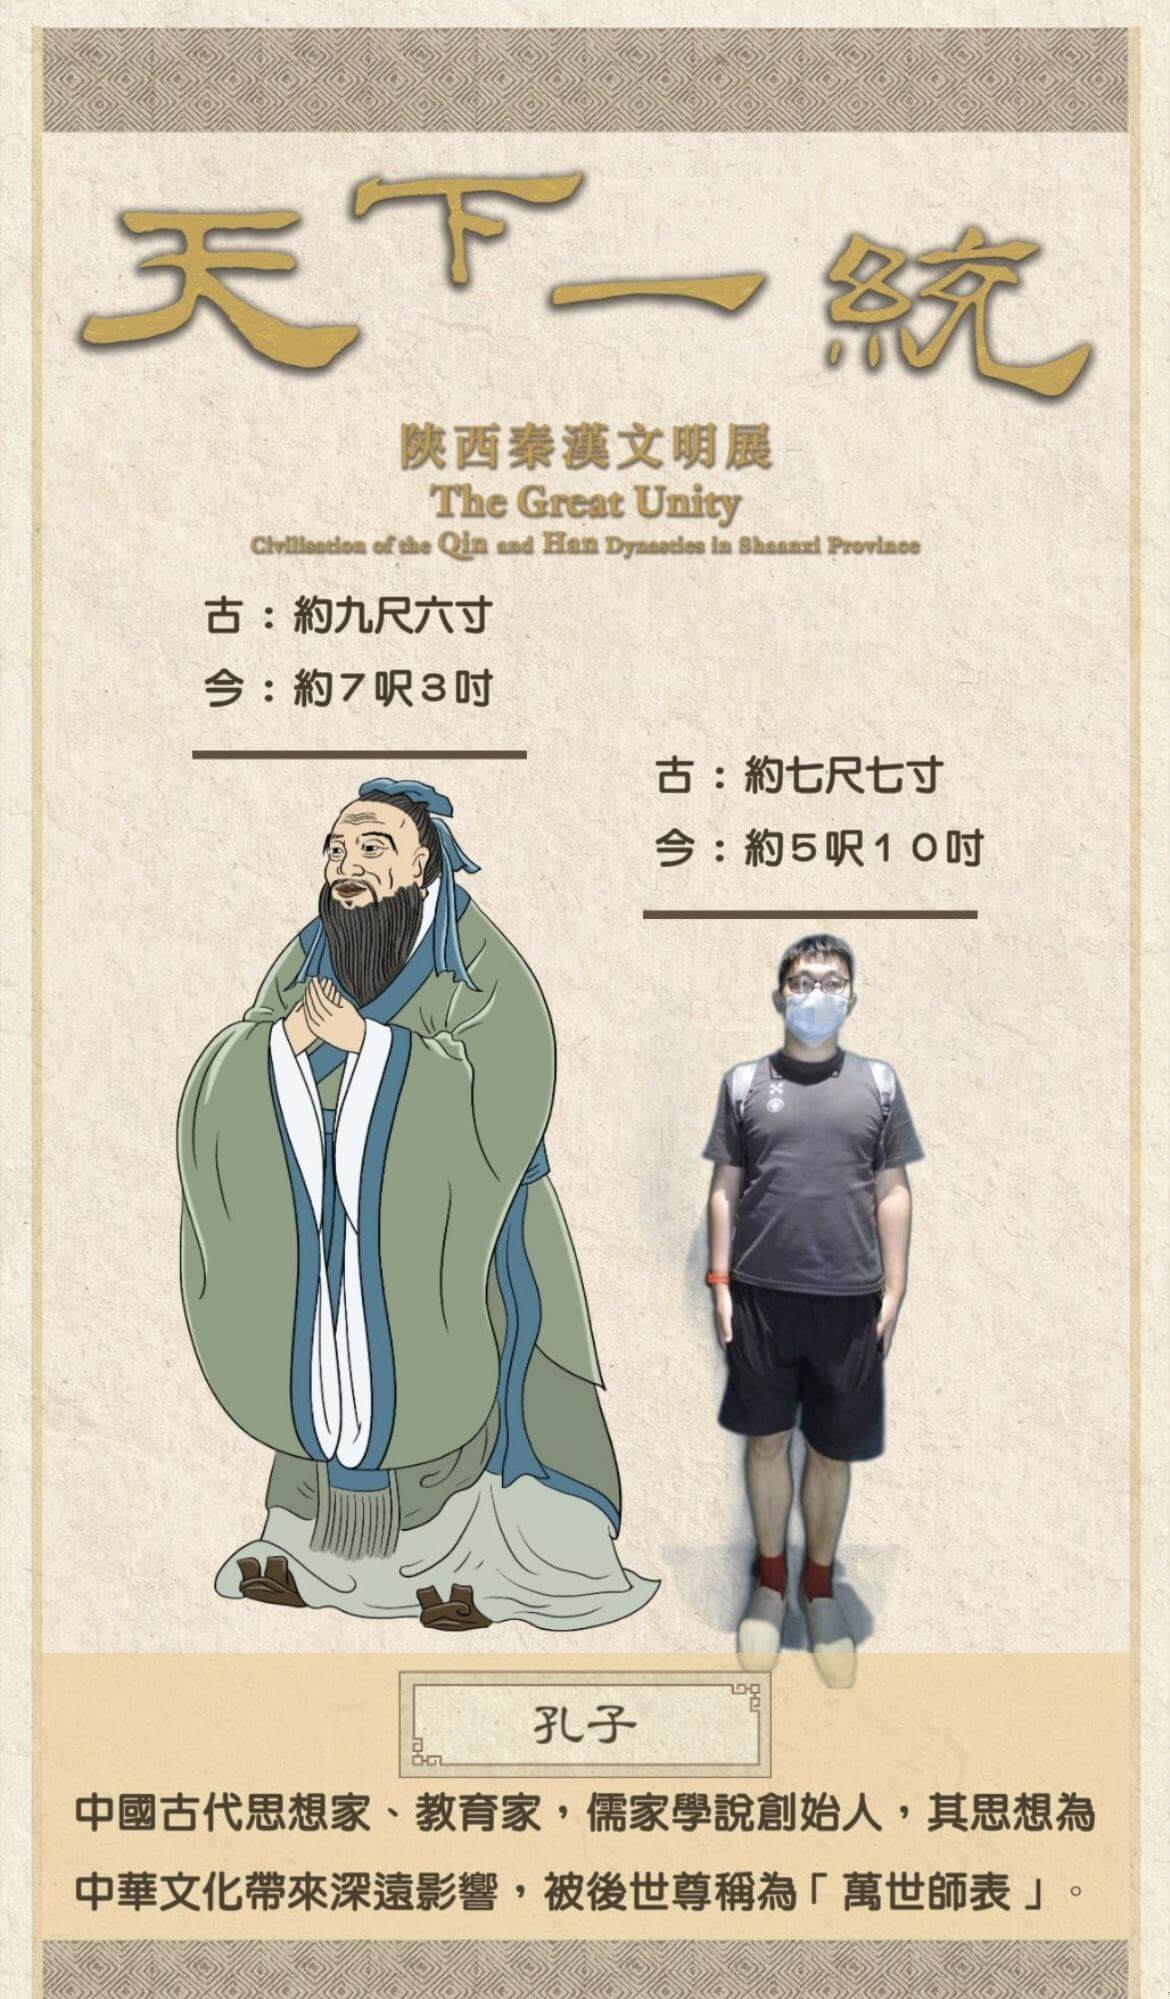 天下一統
陝西秦漢文明展
The Great Unity
Civilisation of the Qin and Han Dynasties in Shaanxi Province
古：約九尺六寸
今：約7呎3吋
古：約七尺七寸
今：約5呎10吋
孔子
中國古代思想家、教育家，儒家學說創始人，其思想為
中華文化帶來深遠影響，被後世尊稱為「萬世師表」。